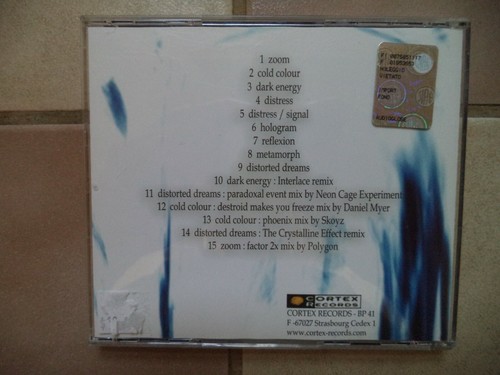 1 zoom
2 cold colour
3 dark energy
4 distress
5 distress / signal
6 hologram
7 reflexion
8 metamorph
9 distorted dreams
10 dark energy : Interlace remix
11 distorted dreams : paradoxal event mix by Neon Cage Experiment
12 cold colour : destroid makes you freeze mix by Daniel Myer
13 cold colour : phoenix mix by Skoyz
14 distorted dreams : The Crystalline Effect remix
15 zoom : factor 2x mix by Polygon
NOLEGGIO
VIETATO
IMPORT
CORTEX
RECORDS
CORTEX RECORDS - BP 41
F -67027 Strasbourg Cedex 1
www.cortex-records.com